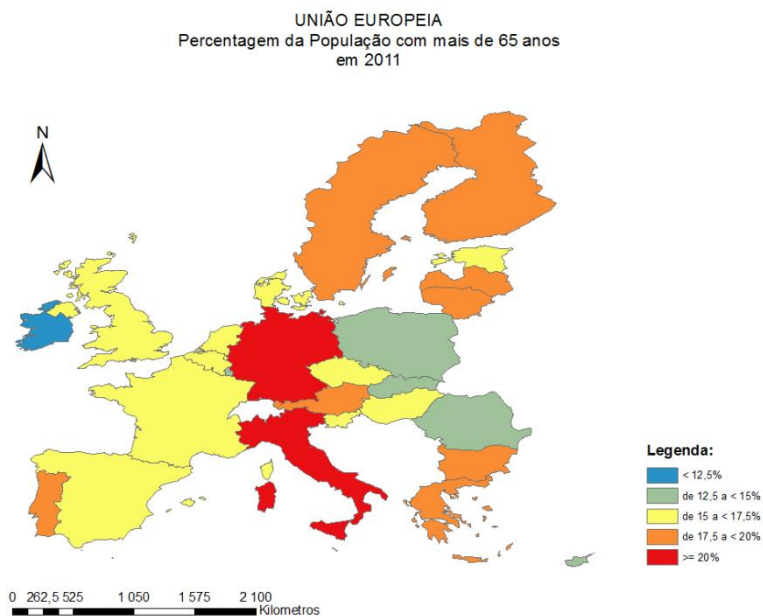 UNIÃO EUROPEIA
Percentagem da População com mais de 65 anos
em 2011
N
Legenda:
< 12,5%
de 12,5 a < 15%
de 15 a < 17,5%
de 17,5 a < 20%
>= 20%
0 262,5 525 1 050 1 575 2 100
Kilometros